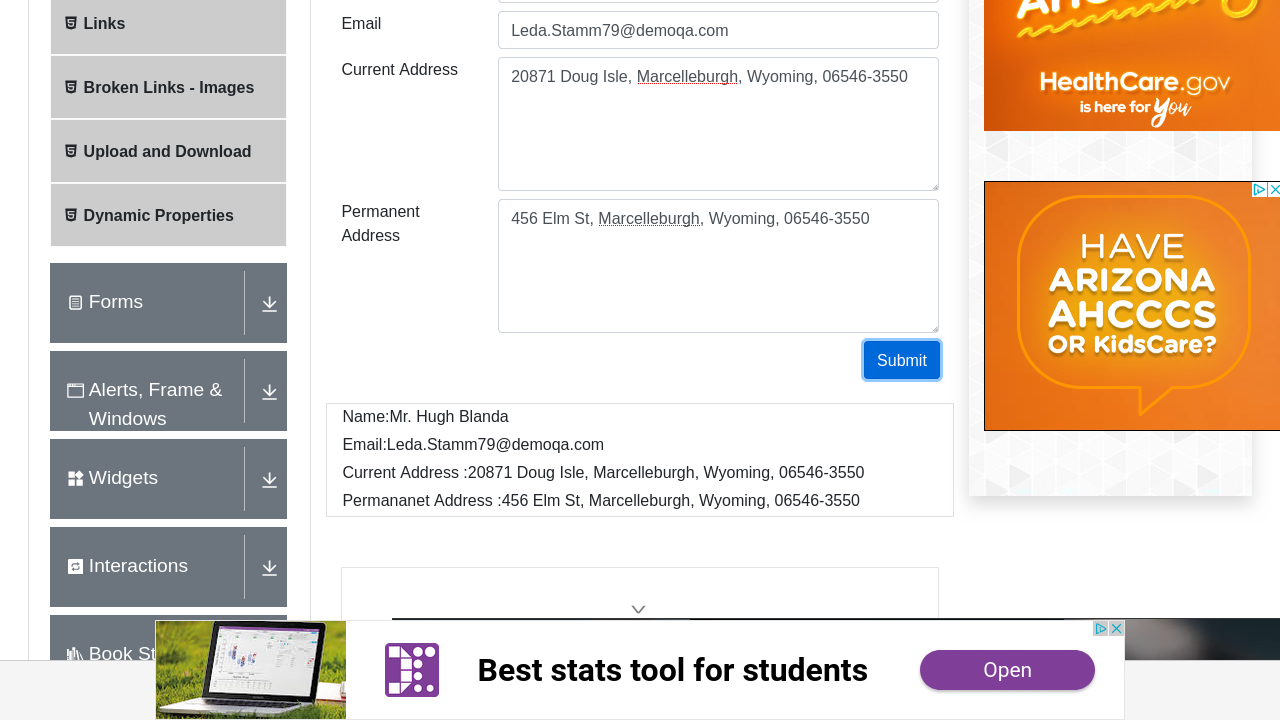 Links
Broken Links - Images
Upload and Download
Dynamic Properties
Forms
Alerts, Frame &
Windows
Widgets
Interactions
Book St
Email
Leda.Stamm79@demoqa.com
Current Address
20871 Doug Isle, Marcelleburgh, Wyoming, 06546-3550
Permanent
Address
456 Elm St, Marcelleburgh, Wyoming, 06546-3550
Submit
Name:Mr. Hugh Blanda
Email:Leda.Stamm79@demoqa.com
Current Address :20871 Doug Isle, Marcelleburgh, Wyoming, 06546-3550
Permananet Address :456 Elm St, Marcelleburgh, Wyoming, 06546-3550
HealthCare.gov
is here for You
HAVE
ARIZONA
AHCCCS
OR KidsCare?
Best stats tool for students
Open